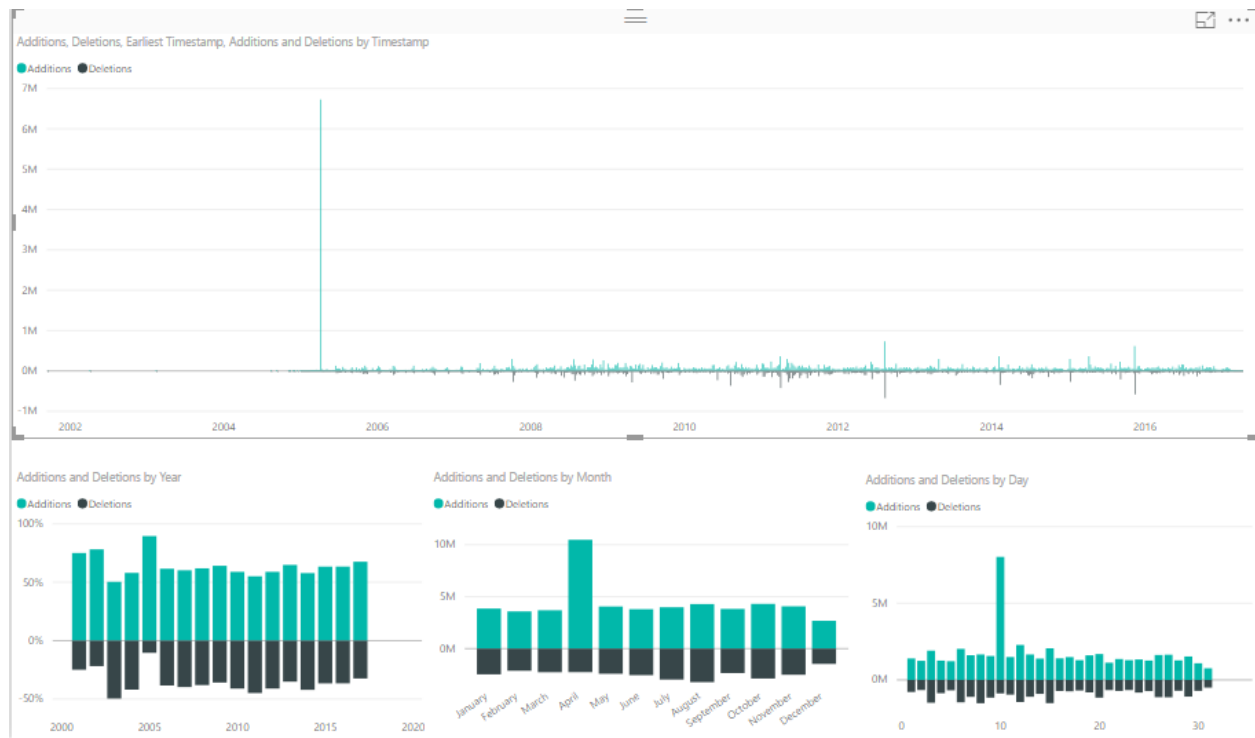 Additions, Deletions, Earliest Timestamp, Additions and Deletions by Timestamp
Additions Deletions
7M
6M
5M
4M
3M
2M
1M
0M
-1M
2002 2004 2006 2008 2010 2012 2014 2016
Additions and Deletions by Year
Additions Deletions
100%
50%
0%
-50%
2000 2005 2010 2015 2020
Additions and Deletions by Month
Additions Deletions
10M
5M
0M
January February March April May June July August September October November December
Additions and Deletions by Day
Additions Deletions
10M
5M
0M
0 10 20 30